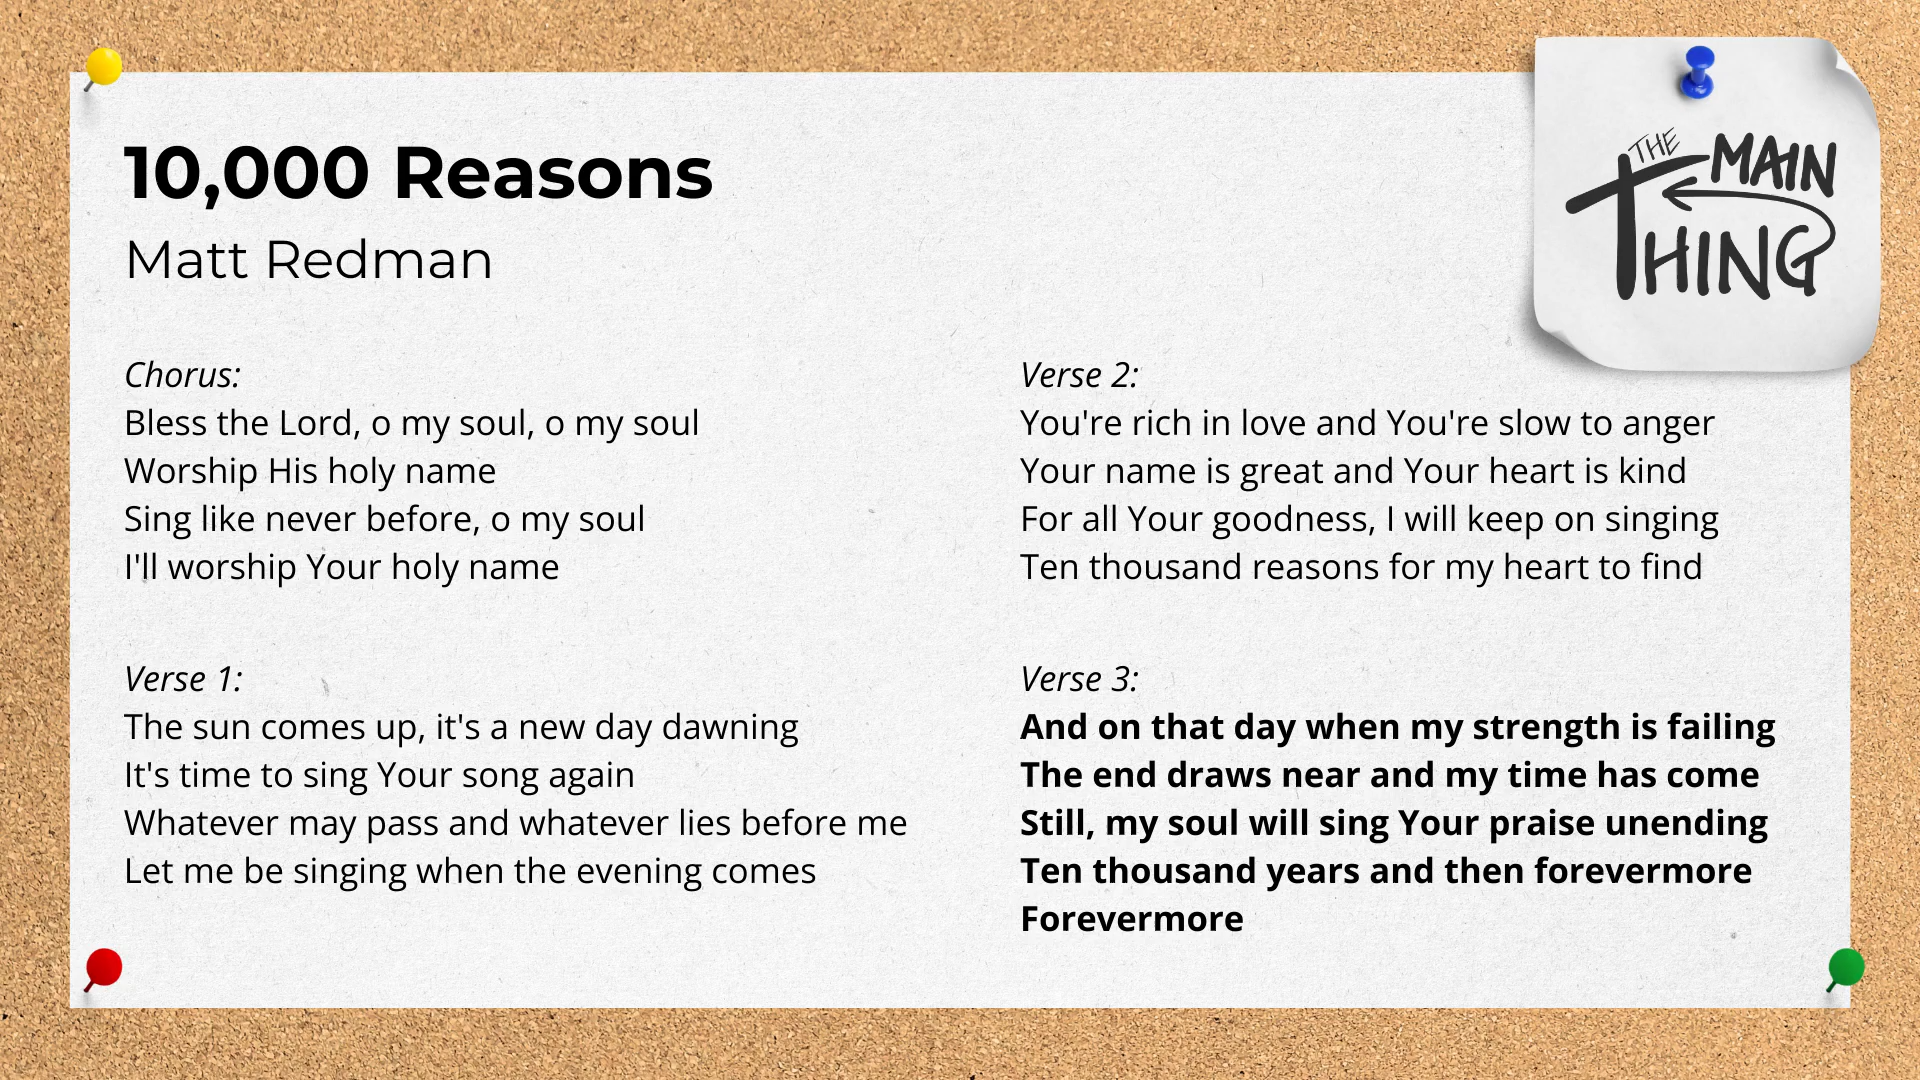 10,000 Reasons
Matt Redman
THE MAIN
THING
Chorus:
Bless the Lord, o my soul, o my soul
Worship His holy name
Sing like never before, o my soul
I'll worship Your holy name
Verse 1:
The sun comes up, it's a new day dawning
It's time to sing Your song again
Whatever may pass and whatever lies before me
Let me be singing when the evening comes
Verse 2:
You're rich in love and You're slow to anger
Your name is great and Your heart is kind
For all Your goodness, I will keep on singing
Ten thousand reasons for my heart to find
Verse 3:
And on that day when my strength is failing
The end draws near and my time has come
Still, my soul will sing Your praise unending
Ten thousand years and then forevermore
Forevermore